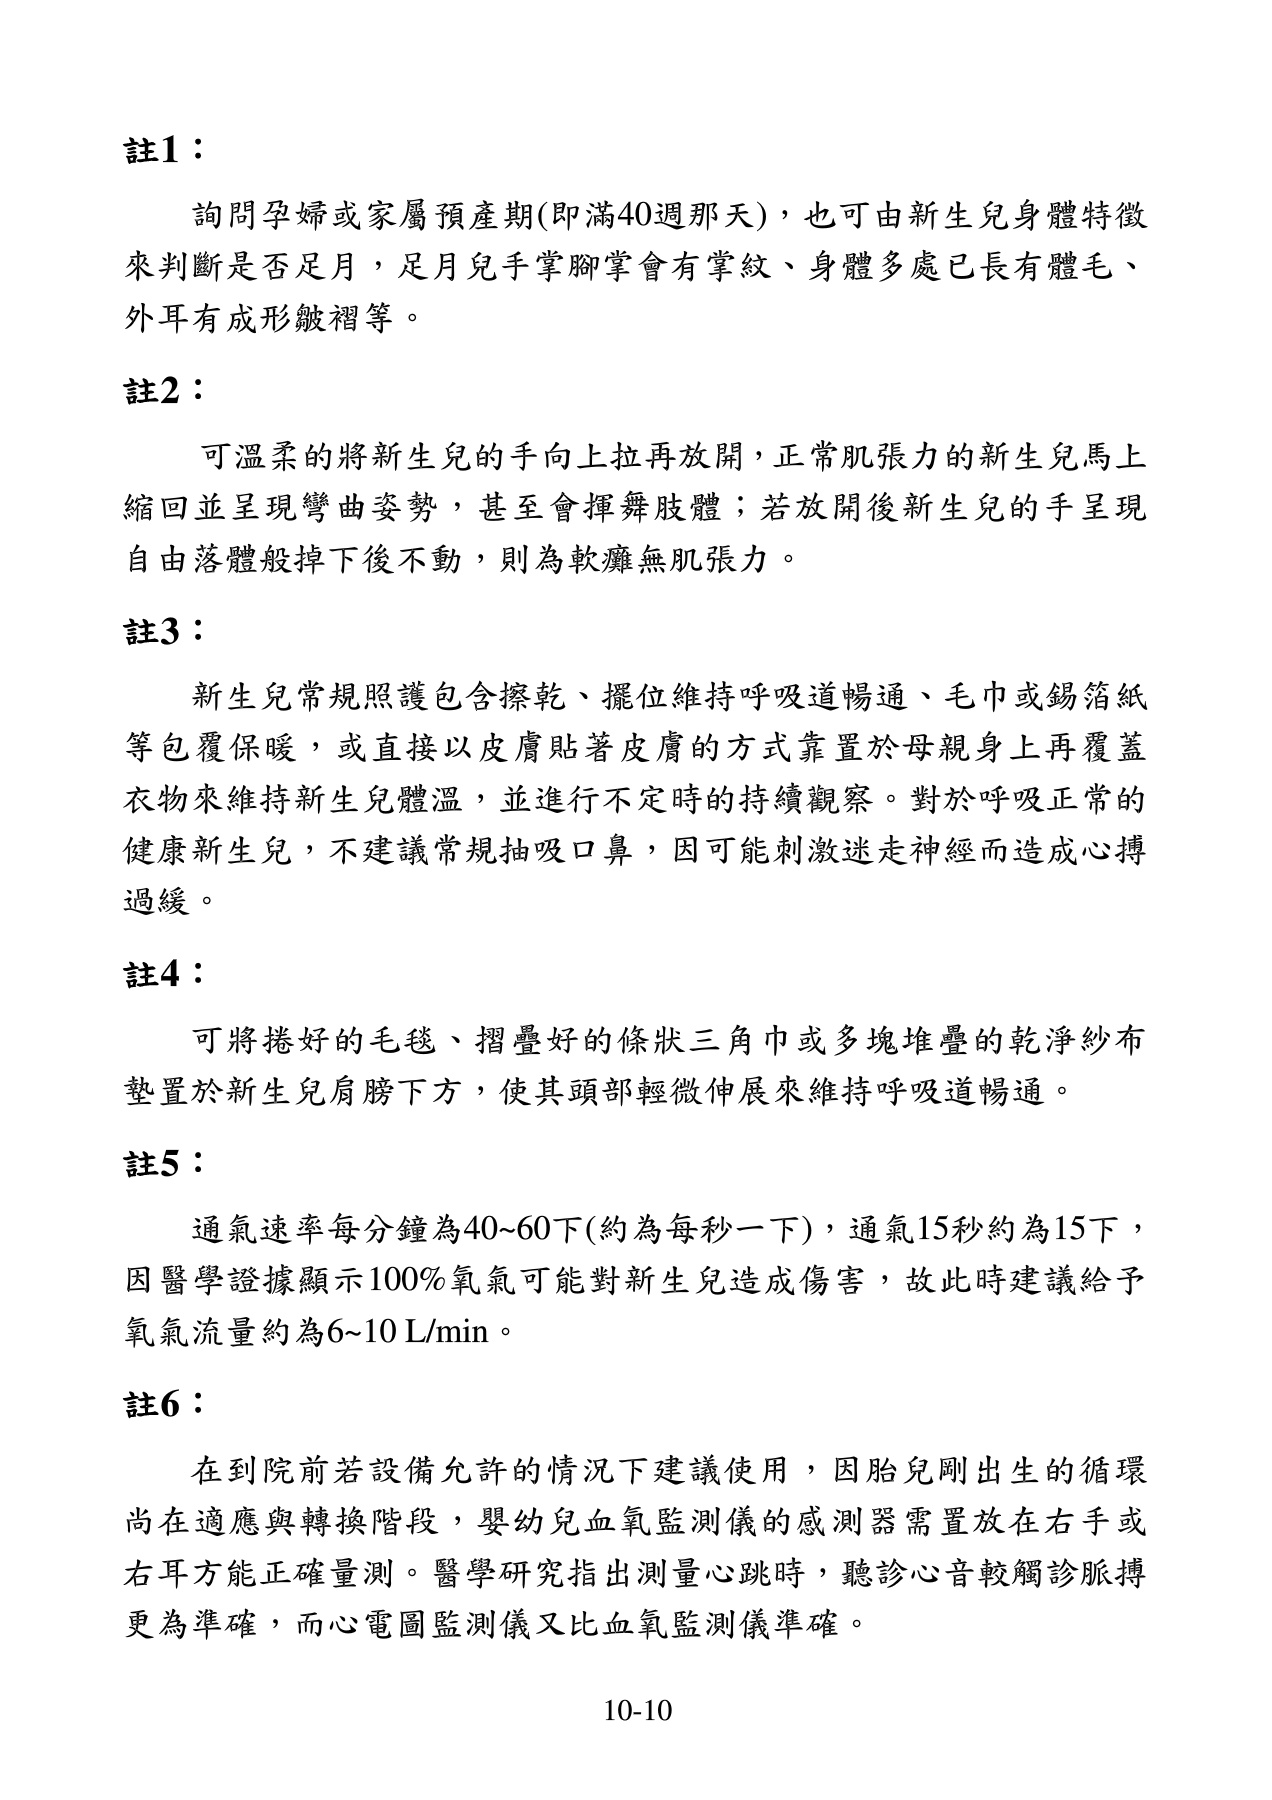 註1：
詢問孕婦或家屬預產期(即滿40週那天)，也可由新生兒身體特徵
來判斷是否足月，足月兒手掌腳掌會有掌紋、身體多處已長有體毛、
外耳有成形皺褶等。
註2：
可溫柔的將新生兒的手向上拉再放開，正常肌張力的新生兒馬上
縮回並呈現彎曲姿勢，甚至會揮舞肢體；若放開後新生兒的手呈現
自由落體般掉下後不動，則為軟癱無肌張力。
註3：
新生兒常規照護包含擦乾、擺位維持呼吸道暢通、毛巾或錫箔紙
等包覆保暖，或直接以皮膚貼著皮膚的方式靠置於母親身上再覆蓋
衣物來維持新生兒體溫，並進行不定時的持續觀察。對於呼吸正常的
健康新生兒，不建議常規抽吸口鼻，因可能刺激迷走神經而造成心搏
過緩。
註4：
可將捲好的毛毯、摺疊好的條狀三角巾或多塊堆疊的乾淨紗布
墊置於新生兒肩膀下方，使其頭部輕微伸展來維持呼吸道暢通。
註5：
通氣速率每分鐘為40~60下(約為每秒一下)，通氣15秒約為15下，
因醫學證據顯示100%氧氣可能對新生兒造成傷害，故此時建議給予
氧氣流量約為6~10 L/min。
註6：
在到院前若設備允許的情況下建議使用，因胎兒剛出生的循環
尚在適應與轉換階段，嬰幼兒血氧監測儀的感測器需置放在右手或
右耳方能正確量測。醫學研究指出測量心跳時，聽診心音較觸診脈搏
更為準確，而心電圖監測儀又比血氧監測儀準確。
10-10